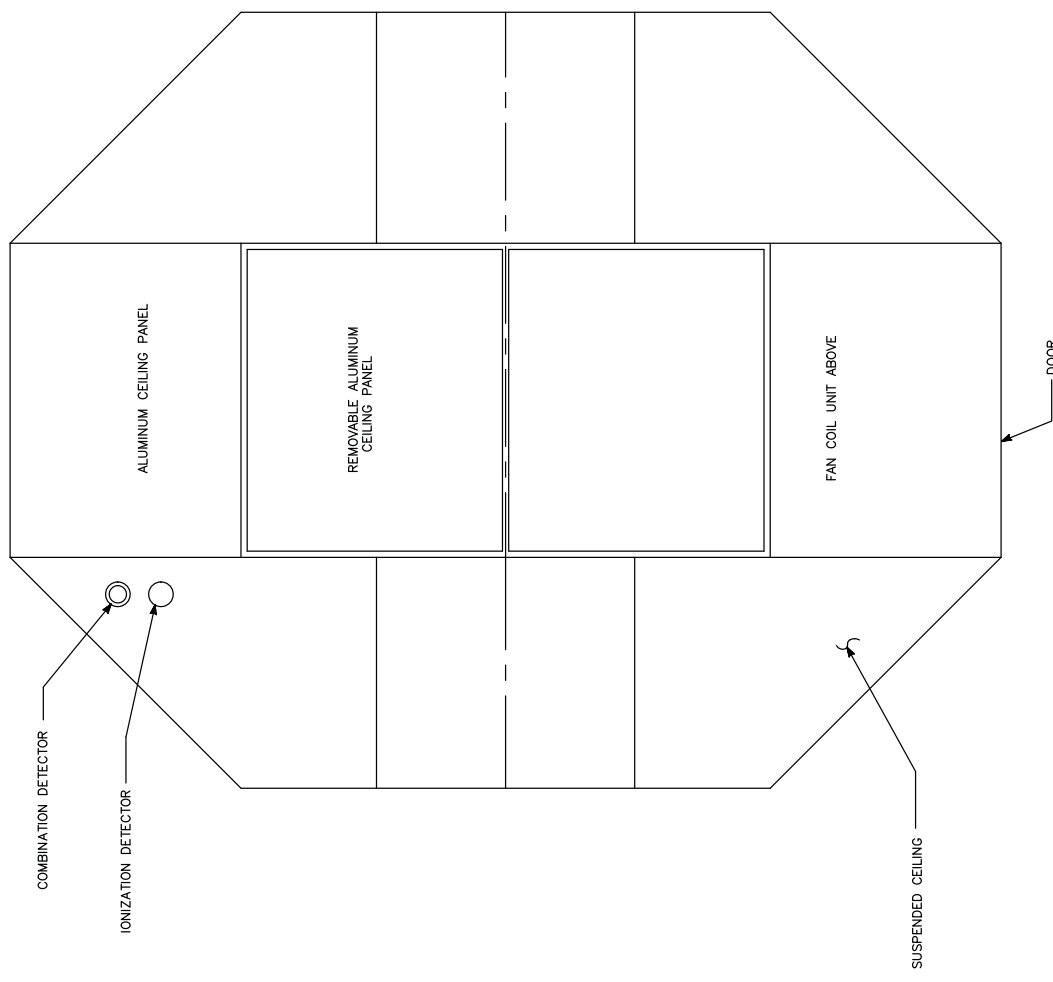 ALUMINUM CEILING PANEL
REMOVABLE ALUMINUM
CEILING PANEL
FAN COIL UNIT ABOVE
DOOR
COMBINATION DETECTOR
IONIZATION DETECTOR
SUSPENDED CEILING